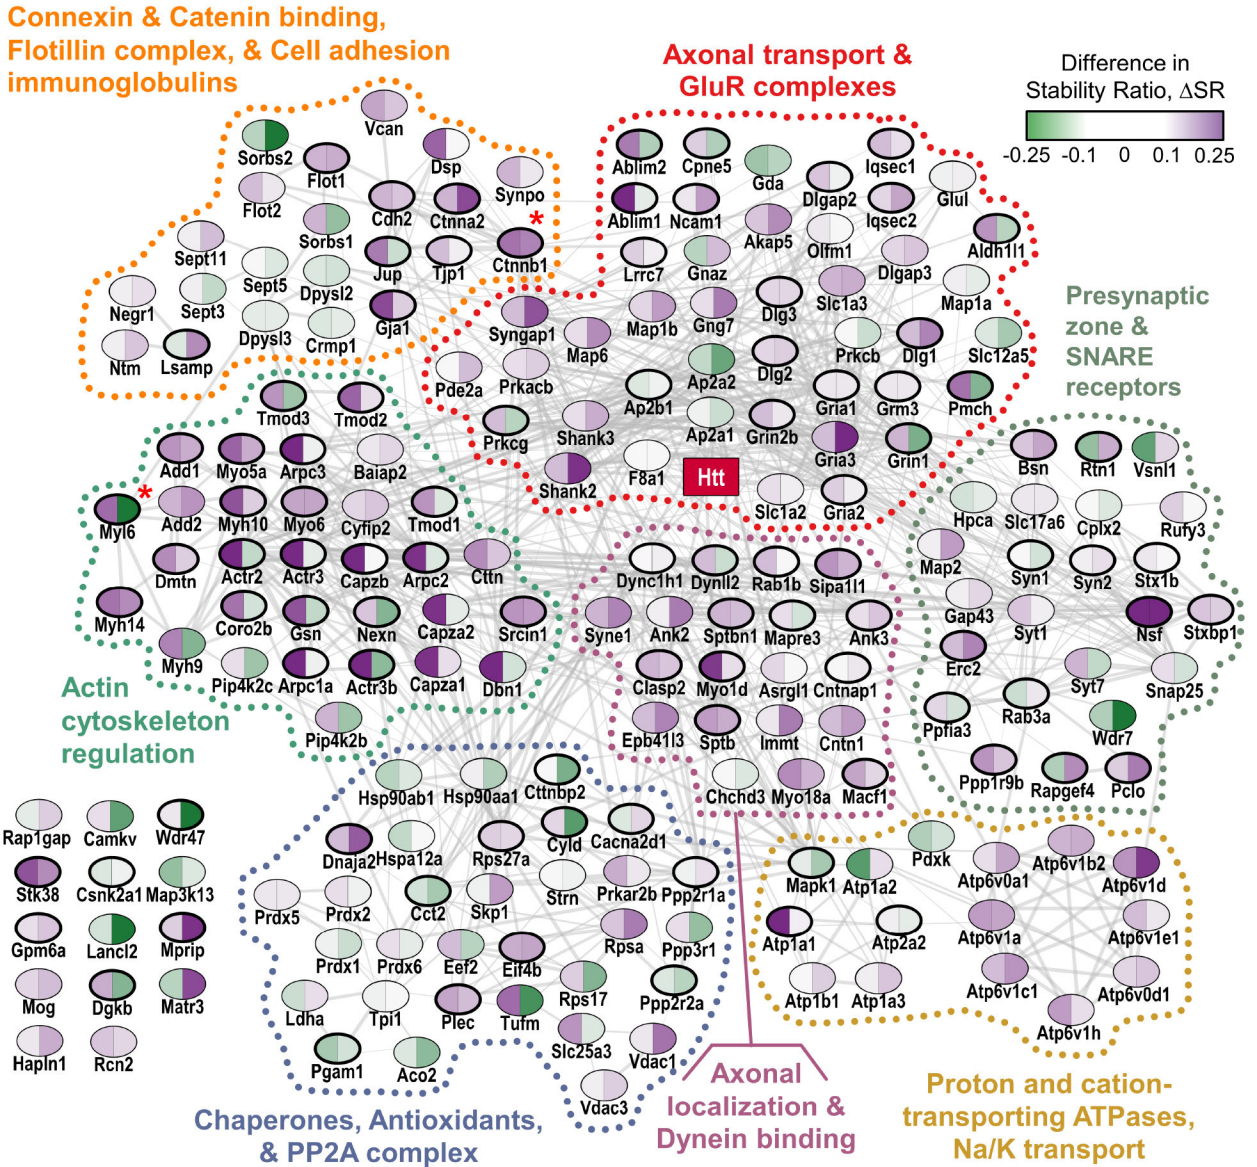 Connexin & Catenin binding,
Flotillin complex, & Cell adhesion
immunoglobulins
Vcan
Sorbs2
Flot1
Dsp
Synpo
Flot2
Cdh2
Ctnna2
*
Sorbs1
Sept11
Jup
Tjp1
Ctnnb1
Sept5
Dpysl2
Negr1
Sept3
Gja1
Dpysl3
Crmp1
Ntm
Lsamp
Axonal transport &
GluR complexes
Ablim2
Cpne5
Gda
Iqsec1
Dlgap2
Glul
Ablim1
Ncam1
Iqsec2
Akap5
Olfm1
Aldh1l1
Lrrc7
Gnaz
Dlgap3
Slc1a3
Map1a
Dlg3
Syngap1
Map1b
Gng7
Map6
Prkcb
Dlg1
Slc12a5
Pde2a
Prkacb
Ap2a2
Dlg2
Ap2b1
Gria1
Grm3
Pmch
Prkcg
Shank3
Ap2a1
Grin2b
Gria3
Grin1
Shank2
F8a1
Htt
Slc1a2
Gria2
Difference in
Stability Ratio, ΔSR
-0.25 -0.1 0 0.1 0.25
Presynaptic
zone &
SNARE
receptors
Bsn
Rtn1
Vsnl1
Hpca
Slc17a6
Cplx2
Rufy3
Map2
Syn1
Syn2
Stx1b
Gap43
Syt1
Nsf
Stxbp1
Erc2
Syt7
Snap25
Ppfia3
Rab3a
Wdr7
Ppp1r9b
Rapgef4
Pclo
Tmod3
Tmod2
Add1
Myo5a
Arpc3
Baiap2
*
Myl6
Add2
Myh10
Myo6
Cyfip2
Tmod1
Dmtn
Actr2
Actr3
Capzb
Arpc2
Cttn
Myh14
Coro2b
Gsn
Nexn
Capza2
Srcin1
Myh9
Pip4k2c
Arpc1a
Actr3b
Capza1
Dbn1
Pip4k2b
Actin
cytoskeleton
regulation
Dync1h1
Dynll2
Rab1b
Sipa1l1
Syne1
Ank2
Sptbn1
Mapre3
Ank3
Clasp2
Myo1d
Asrgl1
Cntnap1
Epb41l3
Sptb
Immt
Cntn1
Chchd3
Myo18a
Macf1
Rap1gap
Camkv
Wdr47
Stk38
Csnk2a1
Map3k13
Gpm6a
Lancl2
Mprip
Mog
Dgkb
Matr3
Hapln1
Rcn2
Hsp90ab1
Hsp90aa1
Cttnbp2
Dnaja2
Hspa12a
Rps27a
Cyld
Cacna2d1
Prdx5
Prdx2
Cct2
Skp1
Strn
Prkar2b
Ppp2r1a
Prdx1
Prdx6
Eef2
Eif4b
Rpsa
Ppp3r1
Ldha
Tpi1
Plec
Tufm
Rps17
Ppp2r2a
Pgam1
Aco2
Slc25a3
Vdac1
Vdac3
Chaperones, Antioxidants,
& PP2A complex
Axonal
localization &
Dynein binding
Mapk1
Atp1a2
Pdxk
Atp6v0a1
Atp6v1b2
Atp6v1d
Atp1a1
Atp2a2
Atp6v1a
Atp6v1e1
Atp1b1
Atp1a3
Atp6v1c1
Atp6v0d1
Atp6v1h
Proton and cation-
transporting ATPases,
Na/K transport